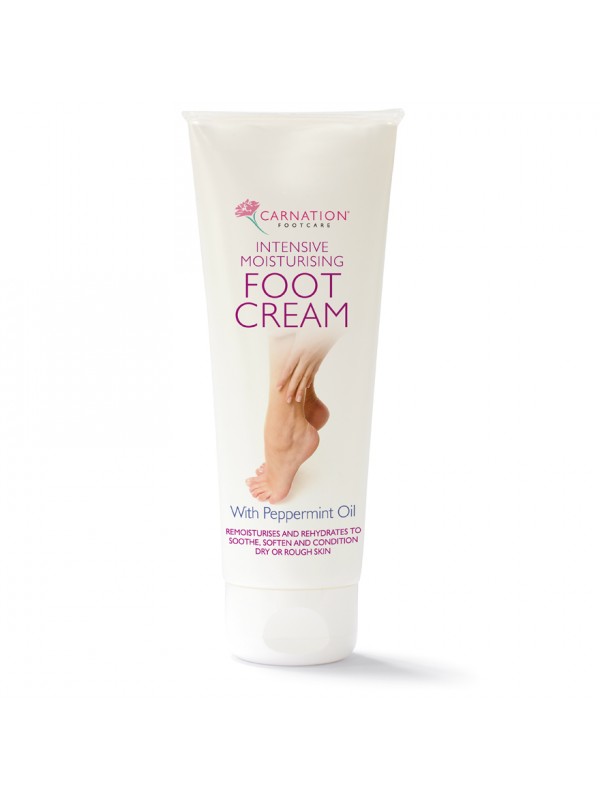 CARNATION
FOOTCARE
INTENSIVE
MOISTURISING
FOOT
CREAM
With Peppermint Oil
REMOISTURISES AND REHYDRATES TO
SOOTHE, SOFTEN AND CONDITION
DRY OR ROUGH SKIN